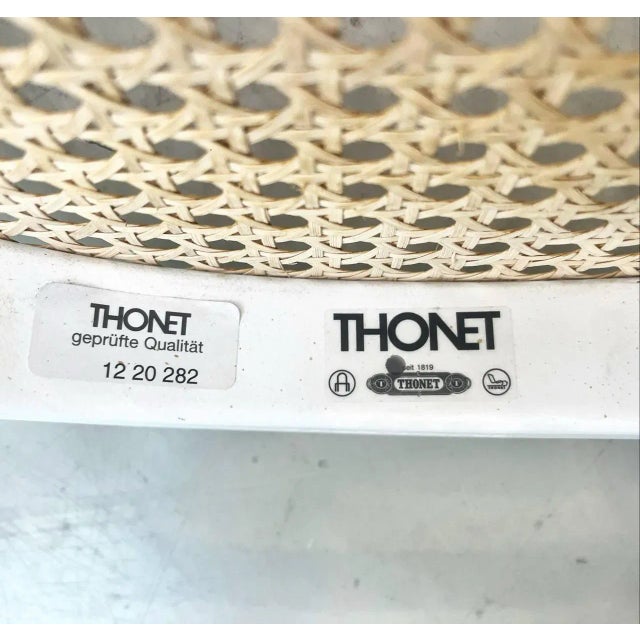 THONET
geprüfte Qualität
12 20 282
THONET
seit 1819
THONET